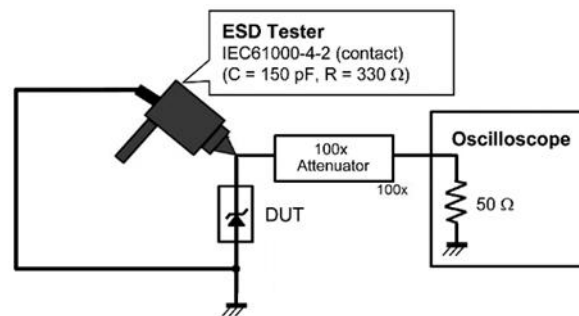 ESD Tester
IEC61000-4-2 (contact)
(C = 150 pF, R = 330 Ω)
100x
Attenuator
100x
Oscilloscope
50 Ω
DUT